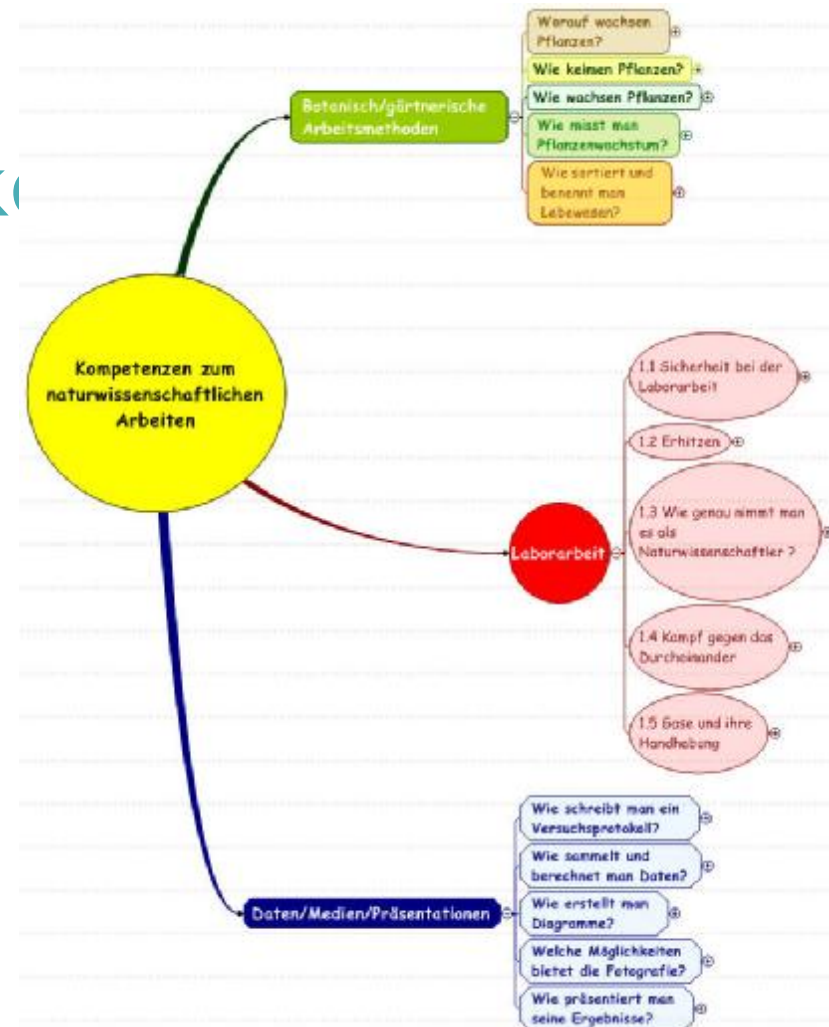 Kompetenzen zum
naturwissenschaftlichen
Arbeiten
Botanisch/gärtnerische
Arbeitsmethoden
Worauf wachsen
Pflanzen?
Wie keimen Pflanzen?
Wie wachsen Pflanzen?
Wie misst man
Pflanzenwachstum?
Wie sortiert und
benennt man
Lebewesen?
Laborarbeit
1.1 Sicherheit bei der
Laborarbeit
1.2 Erhitzen
1.3 Wie genau nimmt man
es als
Naturwissenschaftler ?
1.4 Kampf gegen das
Durcheinander
1.5 Gase und ihre
Handhabung
Daten/Medien/Präsentationen
Wie schreibt man ein
Versuchsprotokoll?
Wie sammelt und
berechnet man Daten?
Wie erstellt man
Diagramme?
Welche Möglichkeiten
bietet die Fotografie?
Wie präsentiert man
seine Ergebnisse?